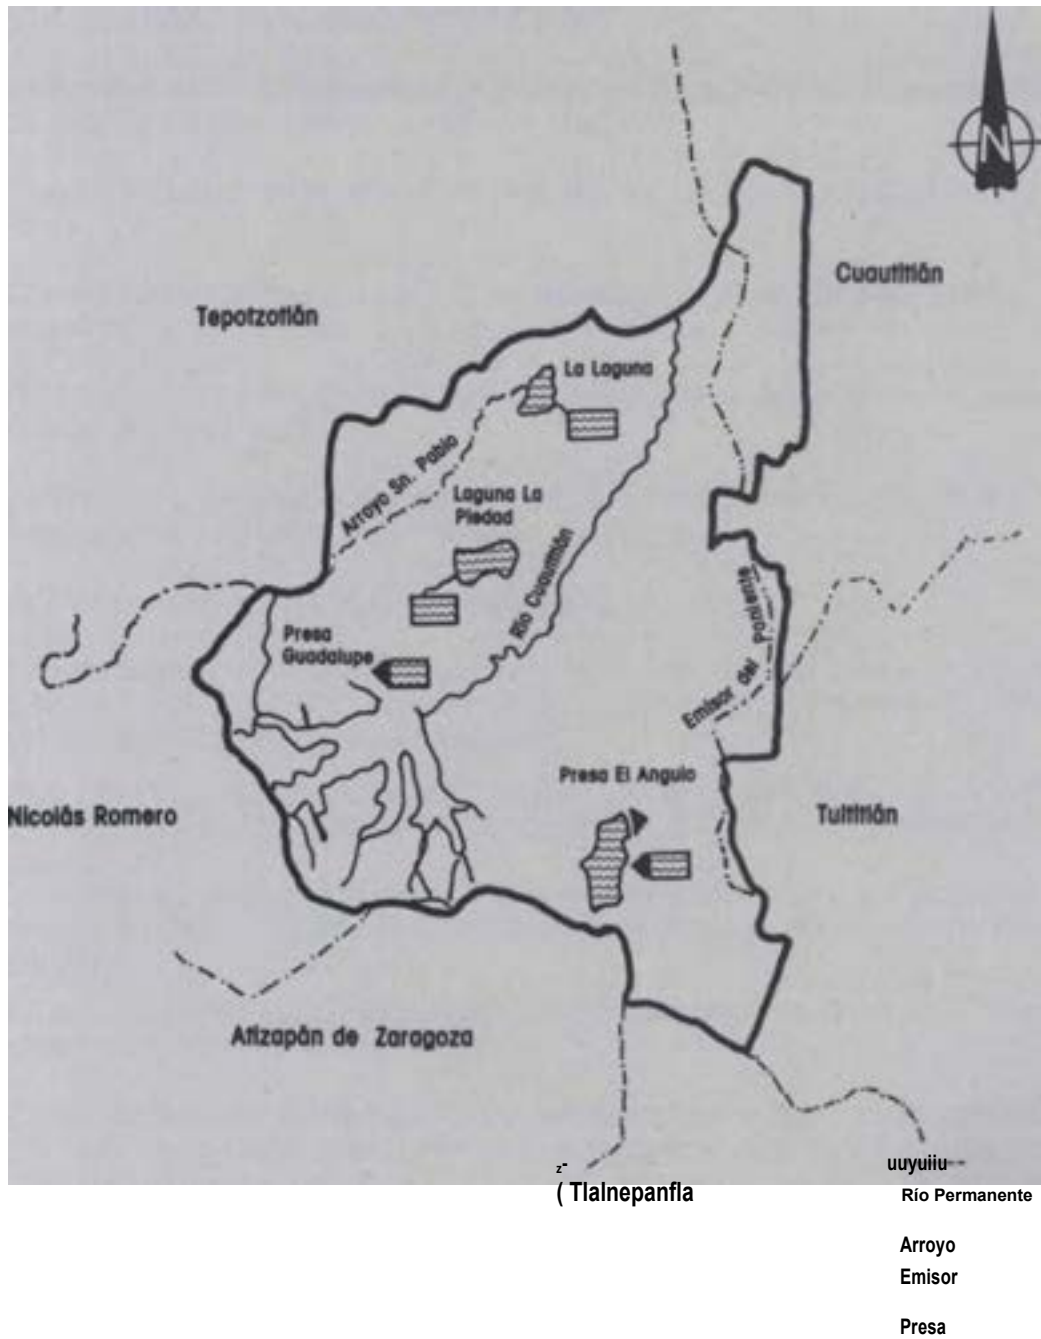 N
Cuautitlán
Tepotzotlán
La Laguna
Arroyo Sn. Pablo
Laguna La
Piedad
Río Cuautitlán
Presa
Guadalupe
Emisor del Poniente
Presa El Angulo
Nicolás Romero
Tultitlán
Atizapán de Zaragoza
z-
( Tlalnepanfla
uuyuiiu--
Río Permanente
Arroyo
Emisor
Presa